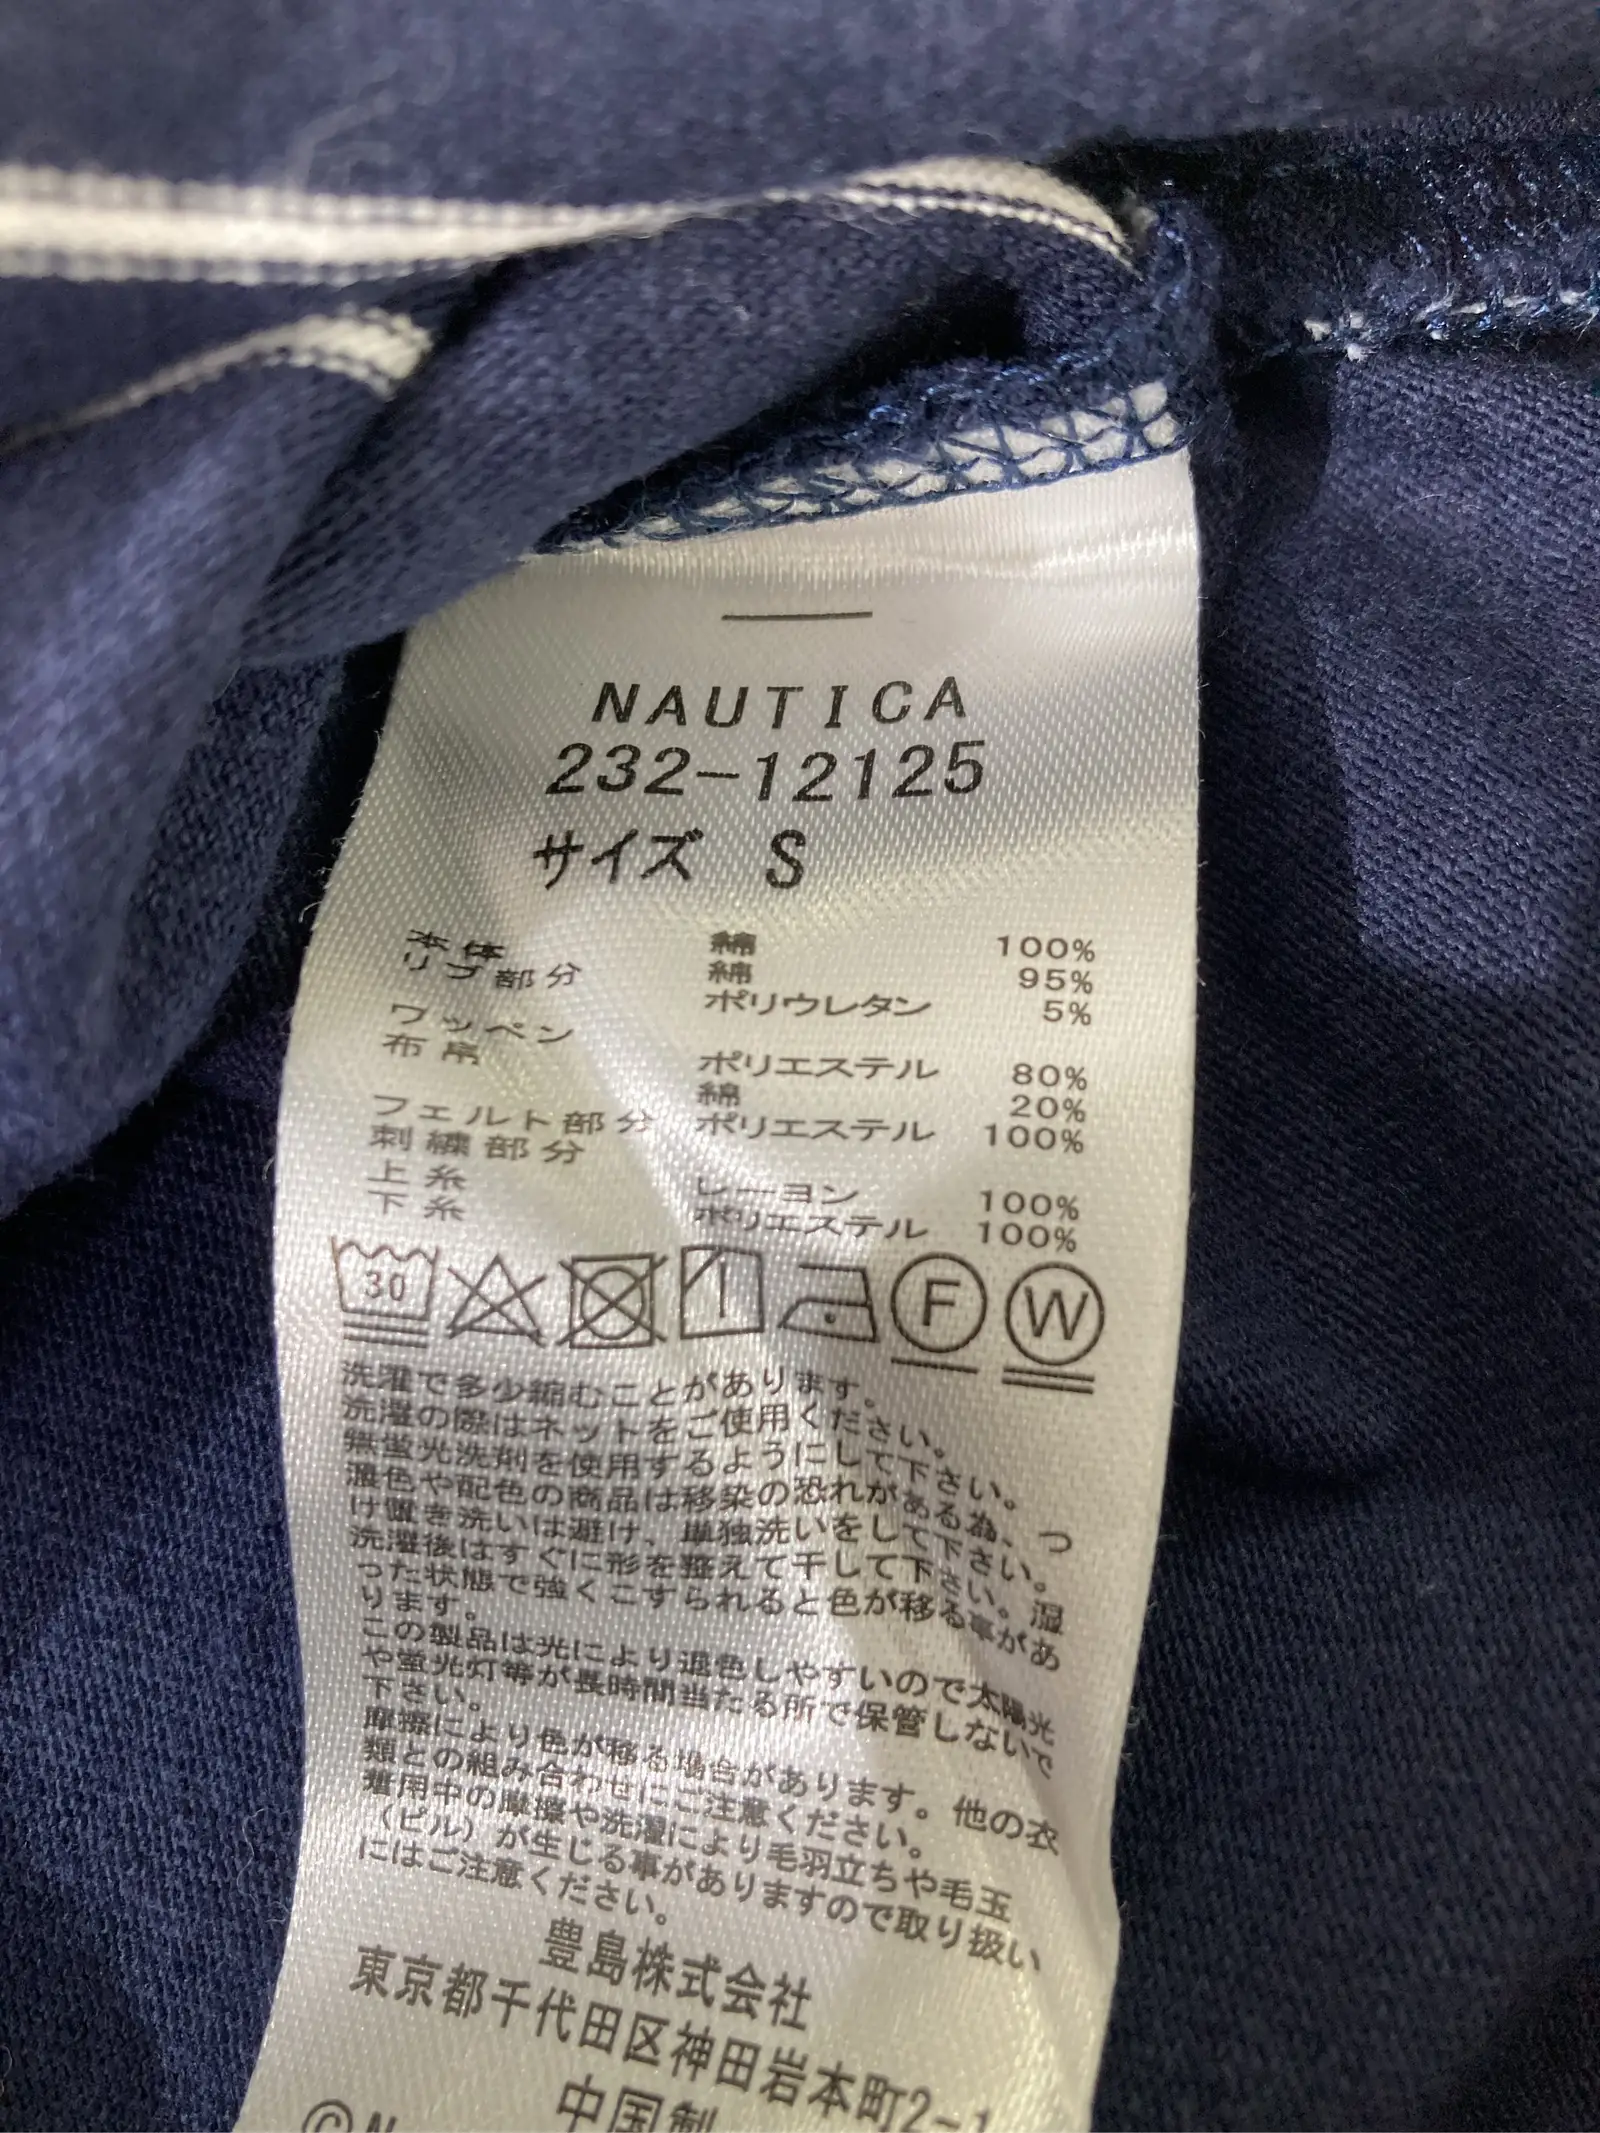 NAUTICA
232-12125
サイズ S
本体 綿 100%
リブ部分 綿 95%
ポリウレタン 5%
ワッペン
布帛 ポリエステル 80%
綿 20%
フェルト部分 ポリエステル 100%
刺繍部分
上糸 レーヨン 100%
下糸 ポリエステル 100%
30 F W
洗濯で多少縮むことがあります。
洗濯の際はネットをご使用ください。
無蛍光洗剤を使用するようにして下さい。
濃色や配色の商品は移染の恐れがある為、つ
け置き洗いは避け、単独洗いをして下さい。
洗濯後はすぐに形を整えて干して下さい。湿
った状態で強くこすられると色が移る事があ
ります。
この製品は光により退色しやすいので太陽光
や蛍光灯等が長時間当たる所で保管しないで
下さい。
摩擦により色が移る場合があります。他の衣
類との組み合わせにご注意ください。
着用中の摩擦や洗濯により毛羽立ちや毛玉
(ピル)が生じる事がありますので取り扱い
にはご注意ください。
豊島株式会社
東京都千代田区神田岩本町2-1
中国製
©N